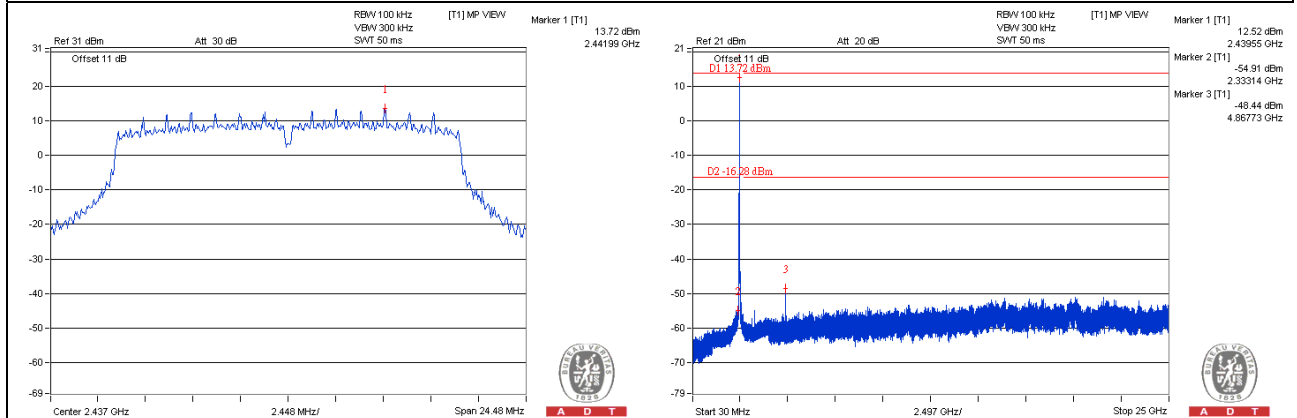 RBW 100 kHz [T1] MP VIEW
VBW 300 kHz
Ref 31 dBm Att 30 dB SWT 50 ms
Marker 1 [T1]
13.72 dBm
2.44199 GHz
31
Offset 11 dB
1
20
10
0
-10
-20
-30
-40
-50
-60
-69
Center 2.437 GHz 2.448 MHz/ Span 24.48 MHz
BUREAU VERITAS
1828
A D T
RBW 100 kHz [T1] MP VIEW
VBW 300 kHz
Ref 21 dBm Att 20 dB SWT 50 ms
Marker 1 [T1]
12.52 dBm
2.43955 GHz
Marker 2 [T1]
-54.91 dBm
2.33314 GHz
Marker 3 [T1]
-48.44 dBm
4.86773 GHz
21
Offset 11 dB
D1 13.72 dBm
10
0
-10
D2 -16.28 dBm
-20
-30
-40
3
2
-50
-60
-70
-79
Start 30 MHz 2.497 GHz/ Stop 25 GHz
BUREAU VERITAS
1828
A D T